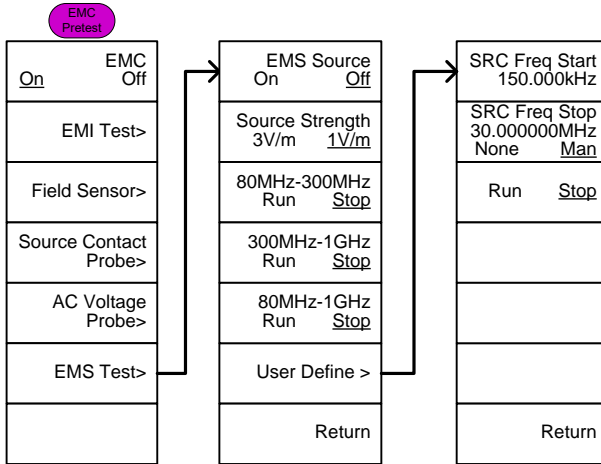 EMC
Pretest
EMC
On Off
EMI Test>
Field Sensor>
Source Contact
Probe>
AC Voltage
Probe>
EMS Test>
EMS Source
On Off
Source Strength
3V/m 1V/m
80MHz-300MHz
Run Stop
300MHz-1GHz
Run Stop
80MHz-1GHz
Run Stop
User Define >
Return
SRC Freq Start
150.000kHz
SRC Freq Stop
30.000000MHz
None Man
Run Stop
Return